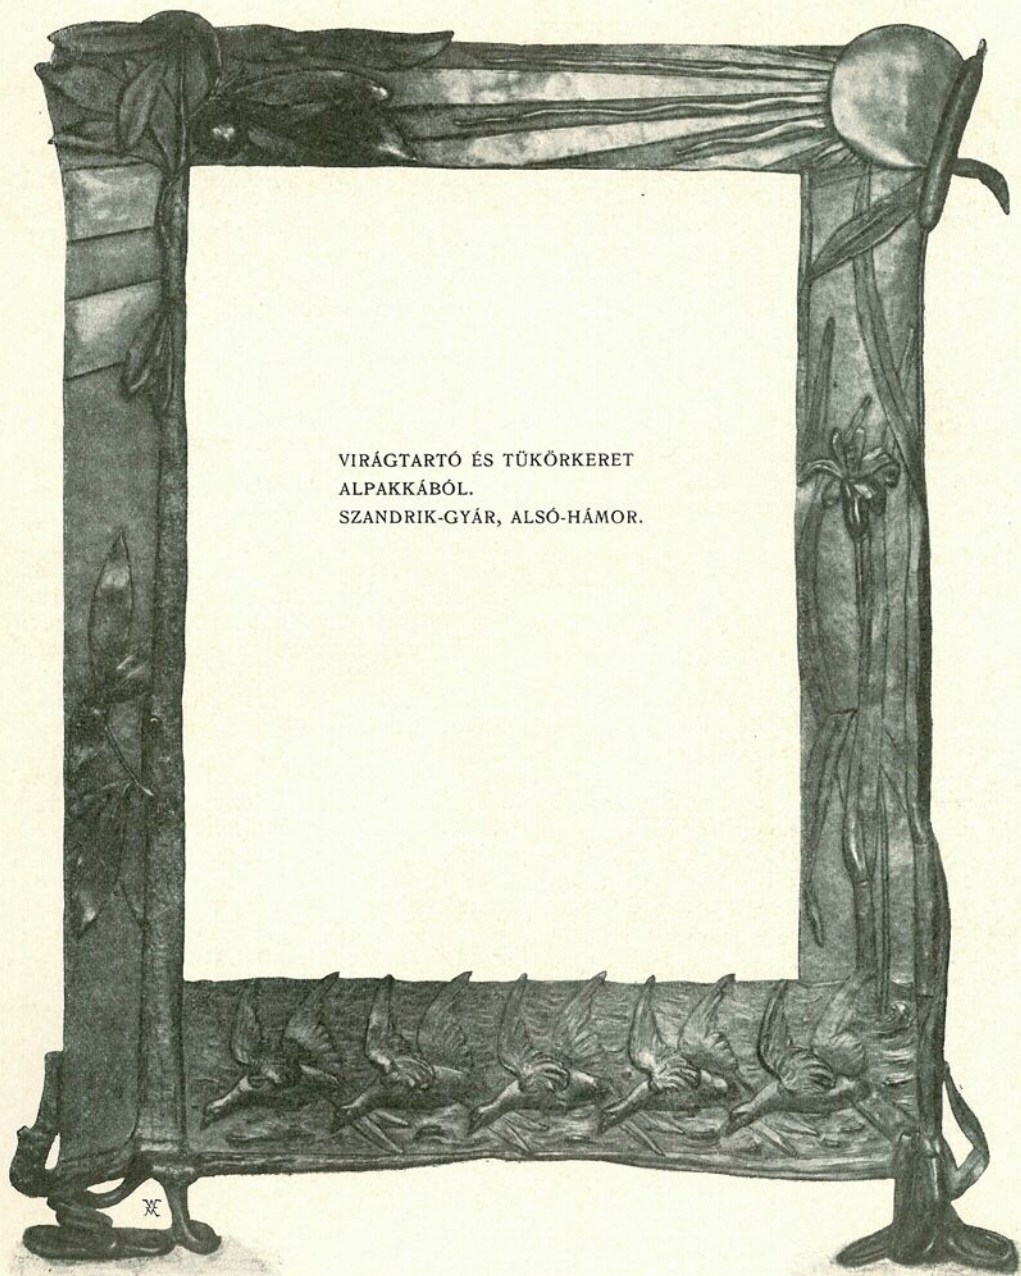 VIRÁGTARTÓ ÉS TÜKÖRKERET
ALPAKKÁBÓL.
SZANDRIK-GYÁR, ALSÓ-HÁMOR.